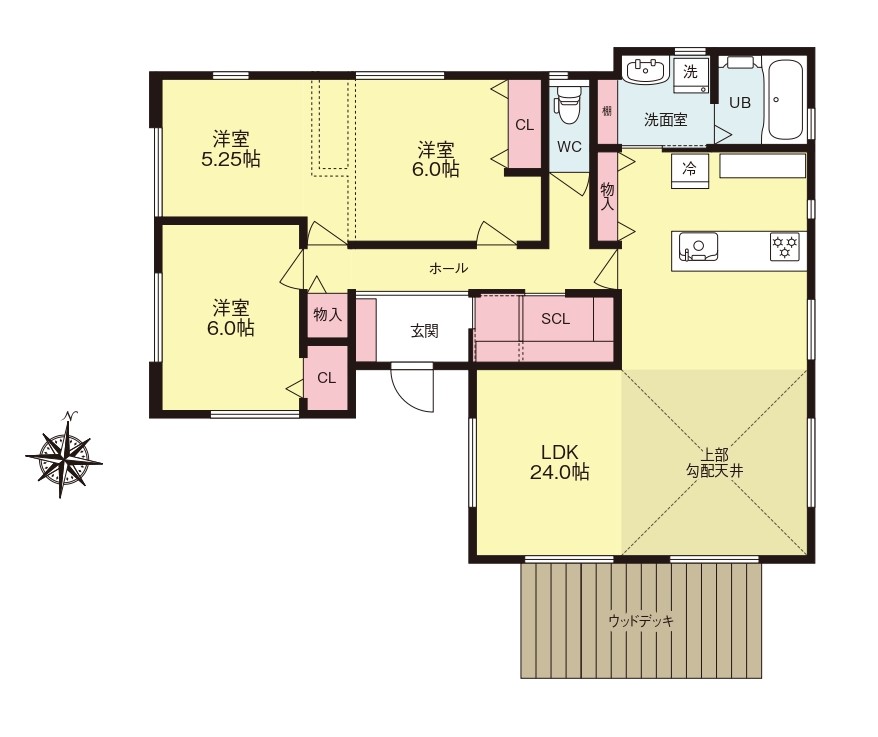 洗
UB
棚
洗面室
CL
洋室
5.25帖
洋室
6.0帖
WC
冷
物入
ホール
洋室
6.0帖
物入
玄関
SCL
CL
N
LDK
24.0帖
上部
勾配天井
ウッドデッキ